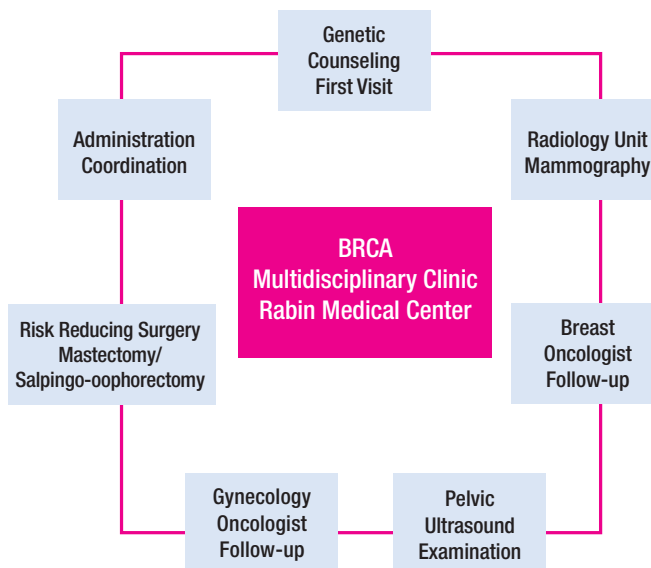 Genetic
Counseling
First Visit
Administration
Coordination
Radiology Unit
Mammography
BRCA
Multidisciplinary Clinic
Rabin Medical Center
Risk Reducing Surgery
Mastectomy/
Salpingo-oophorectomy
Breast
Oncologist
Follow-up
Gynecology
Oncologist
Follow-up
Pelvic
Ultrasound
Examination